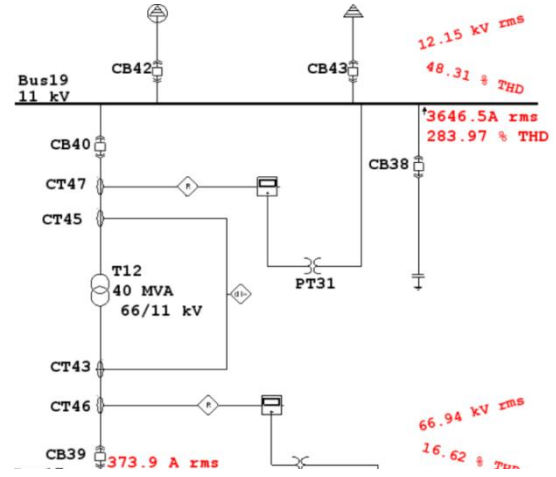 12.15 kV rms
48.31 % THD
CB42
CB43
Bus19
11 kV
3646.5A rms
283.97 % THD
CB40
CB38
CT47
R
CT45
T12
40 MVA
66/11 kV
PT31
CT43
CT46
R
66.94 kV rms
16.62 % THD
CB39
373.9 A rms